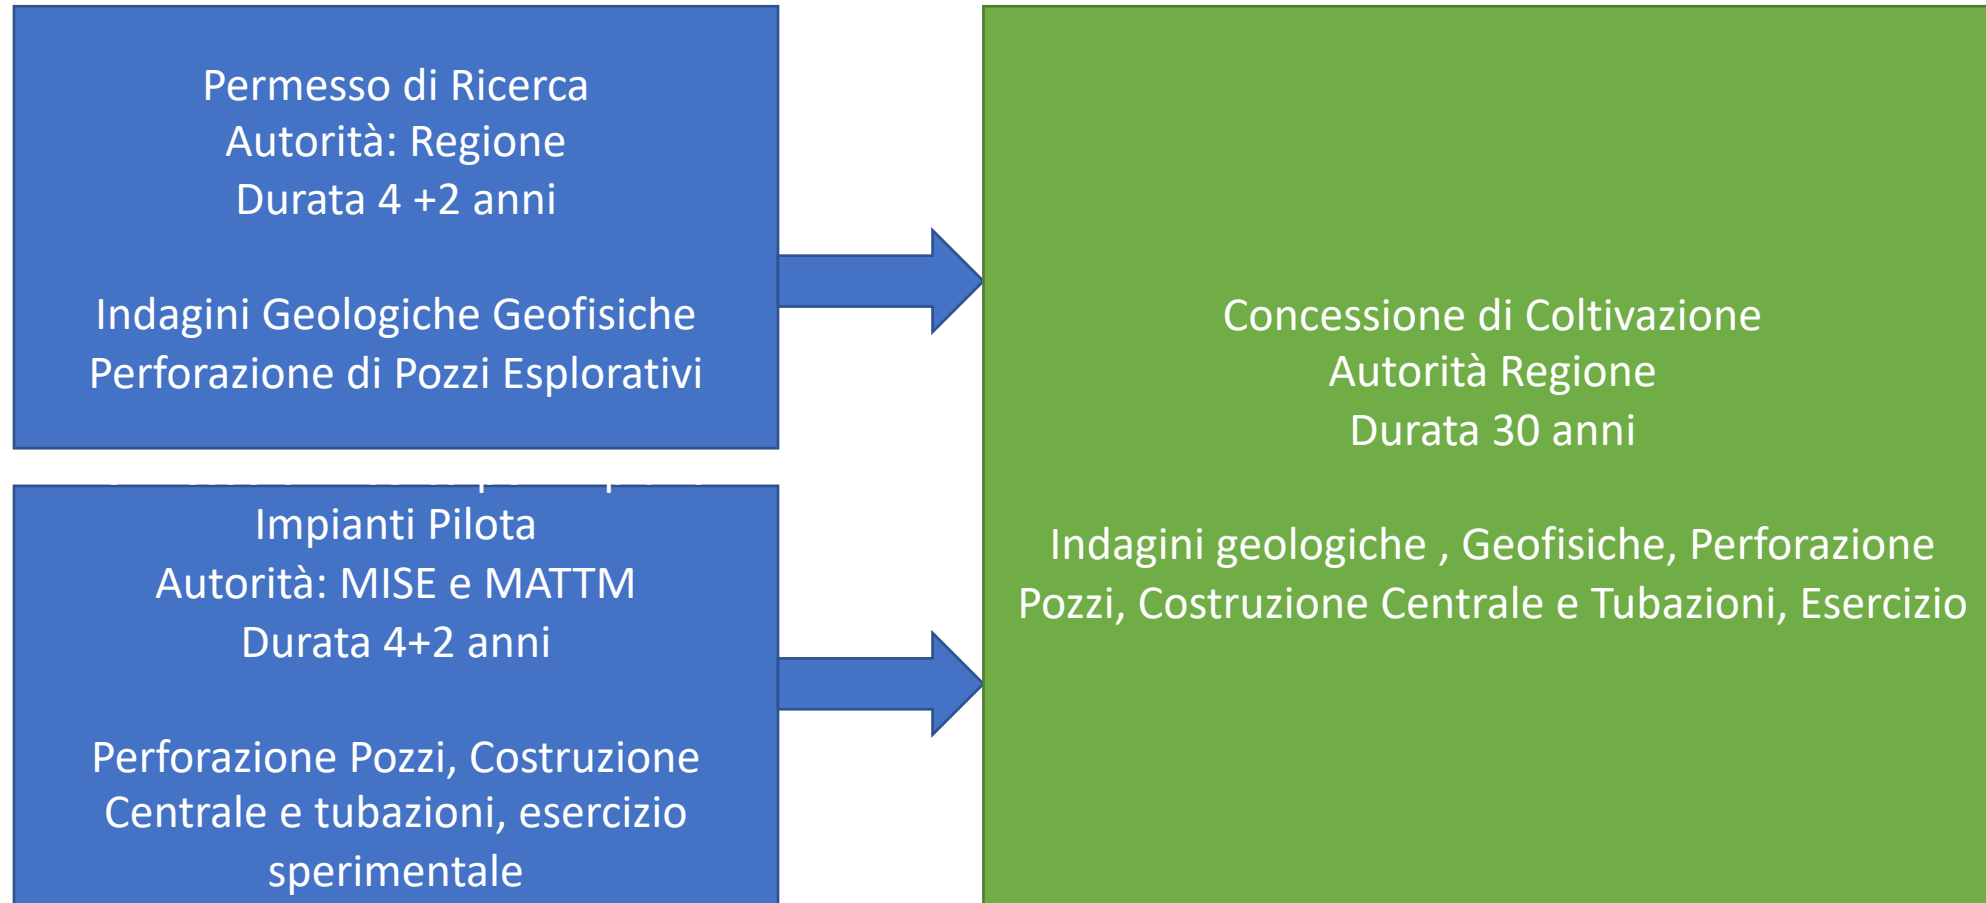 Permesso di Ricerca
Autorità: Regione
Durata 4 +2 anni
Indagini Geologiche Geofisiche
Perforazione di Pozzi Esplorativi
Impianti Pilota
Autorità: MISE e MATTM
Durata 4+2 anni
Perforazione Pozzi, Costruzione
Centrale e tubazioni, esercizio
sperimentale
Concessione di Coltivazione
Autorità Regione
Durata 30 anni
Indagini geologiche , Geofisiche, Perforazione
Pozzi, Costruzione Centrale e Tubazioni, Esercizio